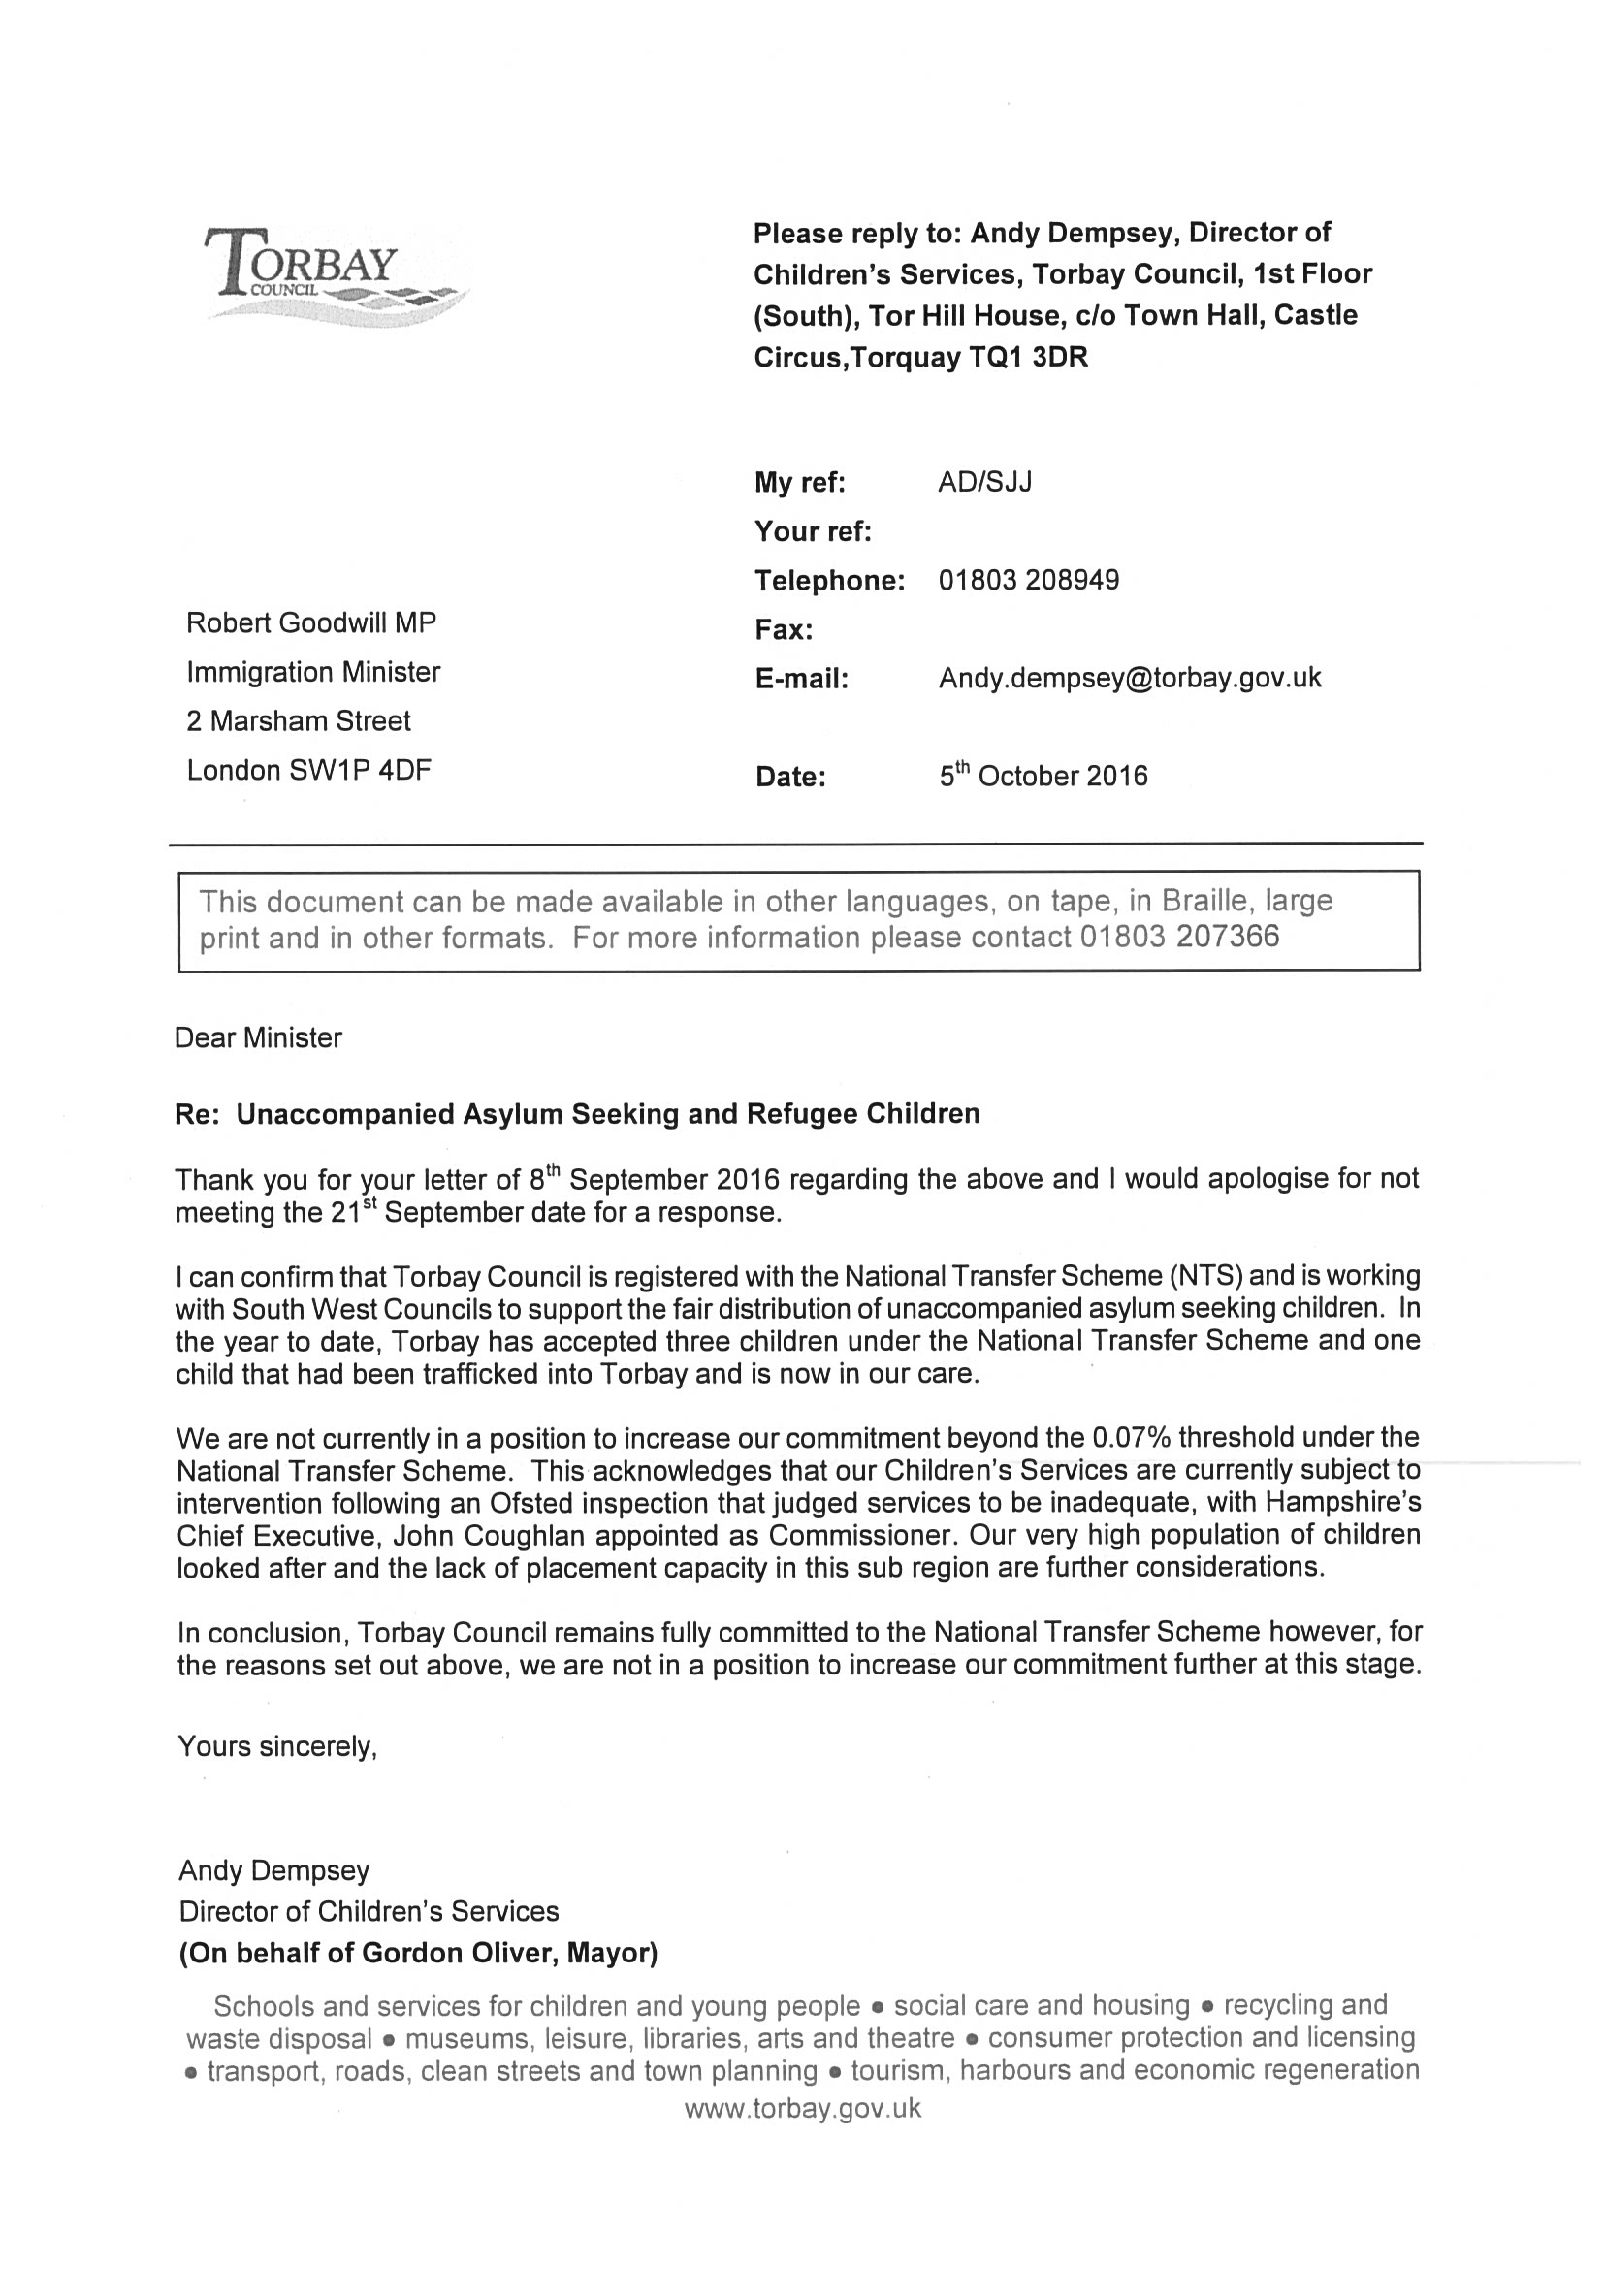 TORBAY
COUNCIL
Please reply to: Andy Dempsey, Director of
Children's Services, Torbay Council, 1st Floor
(South), Tor Hill House, c/o Town Hall, Castle
Circus,Torquay TQ1 3DR
My ref: AD/SJJ
Your ref:
Telephone: 01803 208949
Fax:
E-mail: Andy.dempsey@torbay.gov.uk
Date: 5th October 2016
Robert Goodwill MP
Immigration Minister
2 Marsham Street
London SW1P 4DF
This document can be made available in other languages, on tape, in Braille, large
print and in other formats. For more information please contact 01803 207366
Dear Minister
Re: Unaccompanied Asylum Seeking and Refugee Children
Thank you for your letter of 8th September 2016 regarding the above and I would apologise for not
meeting the 21st September date for a response.
I can confirm that Torbay Council is registered with the National Transfer Scheme (NTS) and is working
with South West Councils to support the fair distribution of unaccompanied asylum seeking children. In
the year to date, Torbay has accepted three children under the National Transfer Scheme and one
child that had been trafficked into Torbay and is now in our care.
We are not currently in a position to increase our commitment beyond the 0.07% threshold under the
National Transfer Scheme. This acknowledges that our Children's Services are currently subject to
intervention following an Ofsted inspection that judged services to be inadequate, with Hampshire's
Chief Executive, John Coughlan appointed as Commissioner. Our very high population of children
looked after and the lack of placement capacity in this sub region are further considerations.
In conclusion, Torbay Council remains fully committed to the National Transfer Scheme however, for
the reasons set out above, we are not in a position to increase our commitment further at this stage.
Yours sincerely,
Andy Dempsey
Director of Children's Services
(On behalf of Gordon Oliver, Mayor)
Schools and services for children and young people • social care and housing • recycling and
waste disposal • museums, leisure, libraries, arts and theatre • consumer protection and licensing
• transport, roads, clean streets and town planning • tourism, harbours and economic regeneration
www.torbay.gov.uk